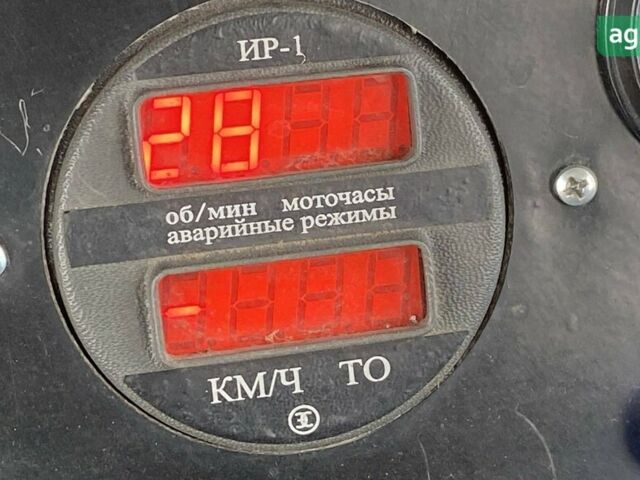 ИР-1
ag
28
об/мин моточасы
аварийные режимы
-
КМ/Ч ТО